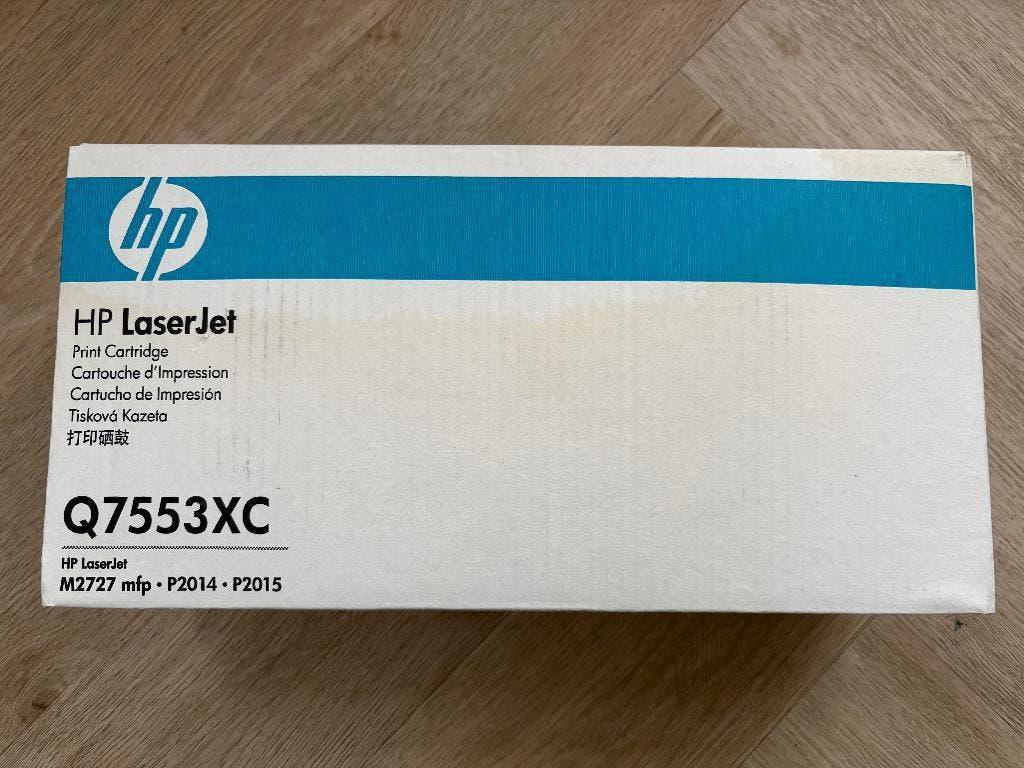 hp
HP LaserJet
Print Cartridge
Cartouche d'Impression
Cartucho de Impresión
Tisková Kazeta
打印硒鼓
Q7553XC
HP LaserJet
M2727 mfp • P2014 • P2015